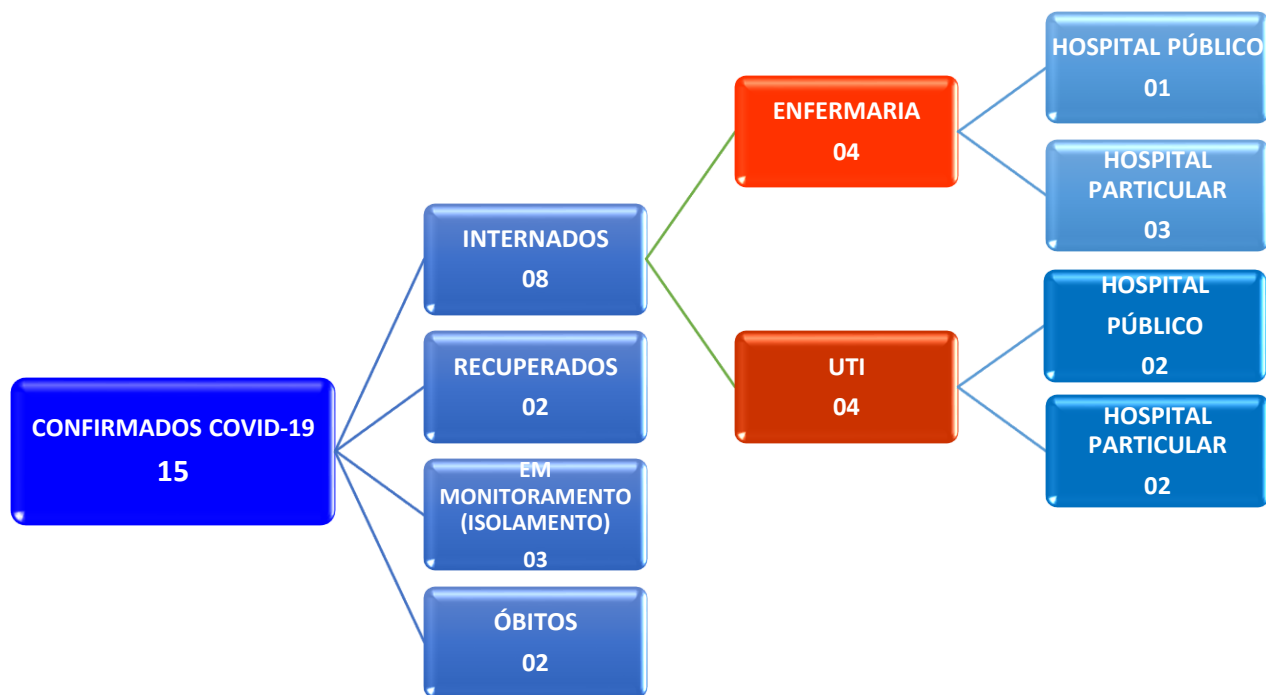 CONFIRMADOS COVID-19
15
INTERNADOS
08
RECUPERADOS
02
EM
MONITORAMENTO
(ISOLAMENTO)
03
ÓBITOS
02
ENFERMARIA
04
UTI
04
HOSPITAL PÚBLICO
01
HOSPITAL
PARTICULAR
03
HOSPITAL
PÚBLICO
02
HOSPITAL
PARTICULAR
02